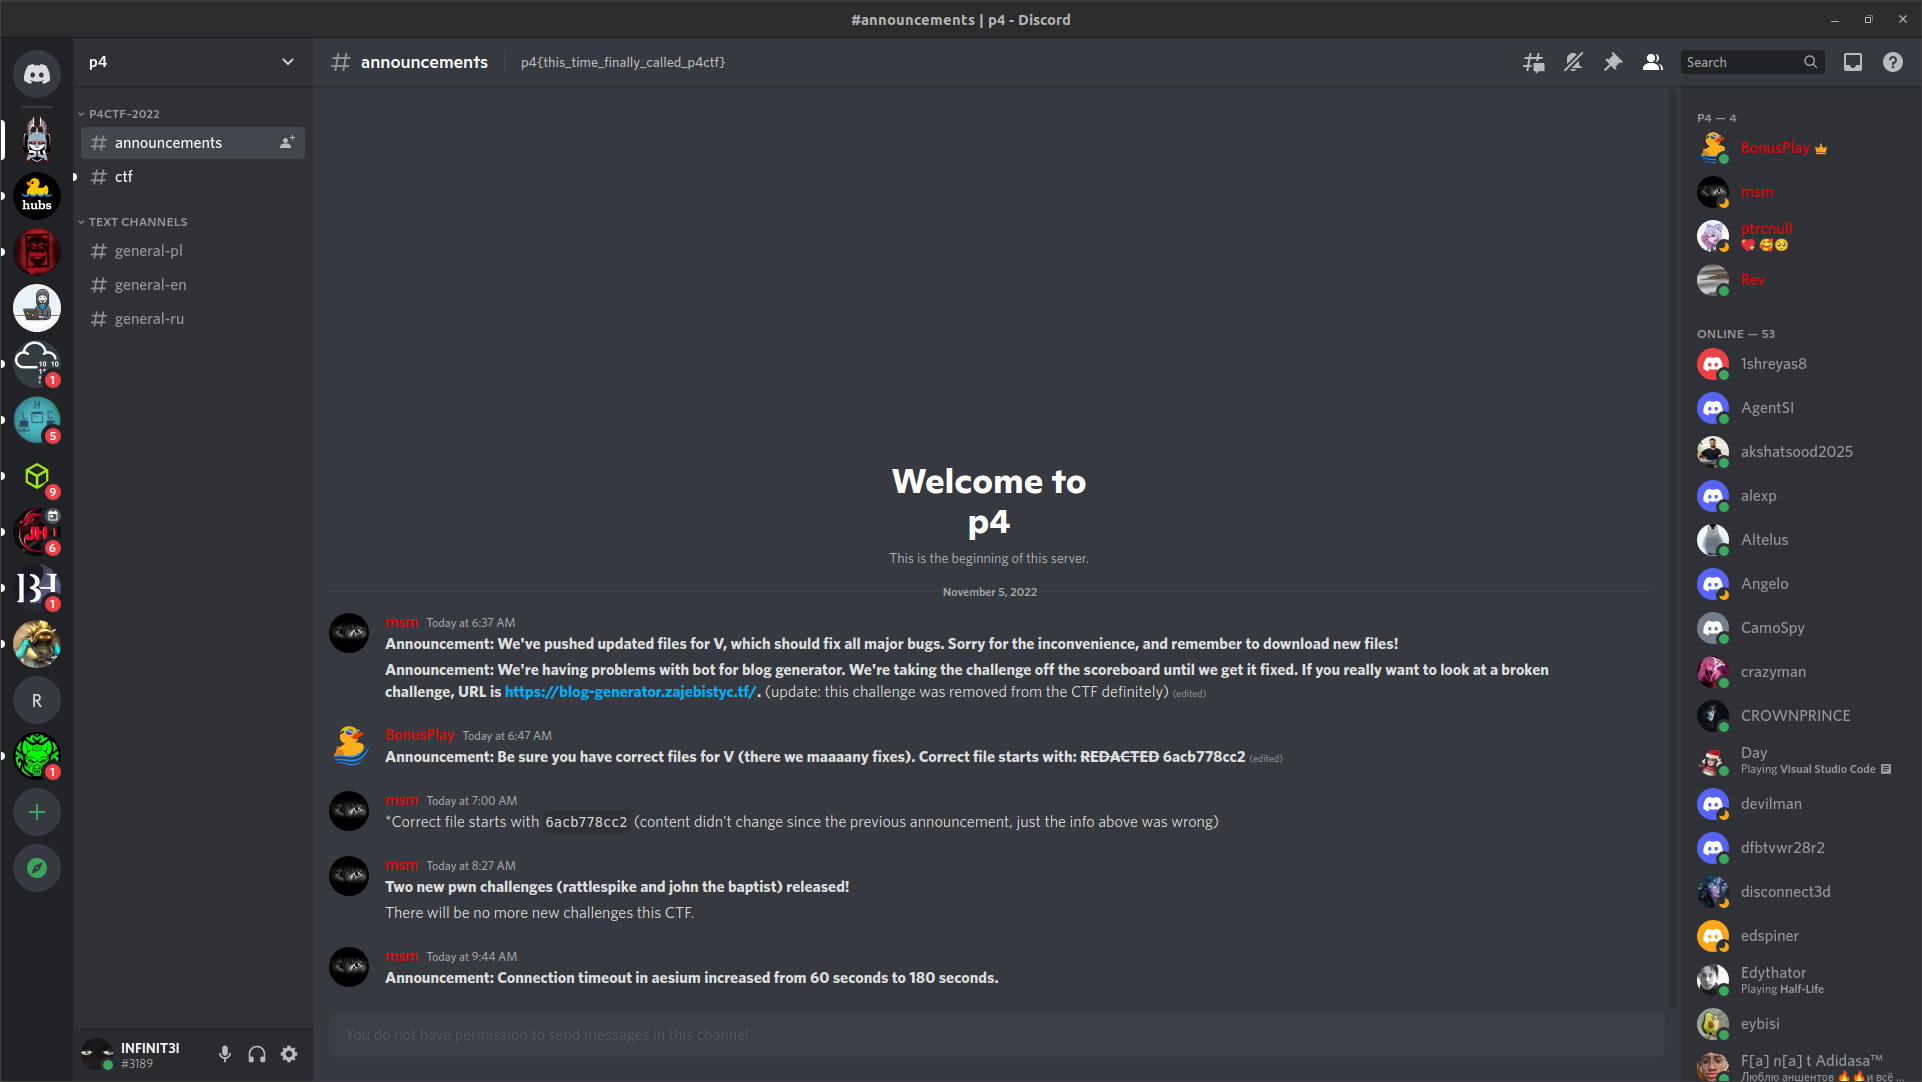 #announcements | p4 - Discord
p4
# announcements
p4{this_time_finally_called_p4ctf}
Search
P4CTF-2022
announcements
ctf
TEXT CHANNELS
general-pl
general-en
general-ru
hubs
1
5
9
JH
6
1
R
1
Welcome to
p4
This is the beginning of this server.
November 5, 2022
msm Today at 6:37 AM
Announcement: We've pushed updated files for V, which should fix all major bugs. Sorry for the inconvenience, and remember to download new files!
Announcement: We're having problems with bot for blog generator. We're taking the challenge off the scoreboard until we get it fixed. If you really want to look at a broken
challenge, URL is https://blog-generator.zajebistyc.tf/. (update: this challenge was removed from the CTF definitely) (edited)
BonusPlay Today at 6:47 AM
Announcement: Be sure you have correct files for V (there we maaaany fixes). Correct file starts with: REDACTED 6acb778cc2 (edited)
msm Today at 7:00 AM
*Correct file starts with 6acb778cc2 (content didn't change since the previous announcement, just the info above was wrong)
msm Today at 8:27 AM
Two new pwn challenges (rattlespike and john the baptist) released!
There will be no more new challenges this CTF.
msm Today at 9:44 AM
Announcement: Connection timeout in aesium increased from 60 seconds to 180 seconds.
You do not have permission to send messages in this channel.
INFINIT3I
#3189
P4 — 4
BonusPlay
msm
ptrcnull
💖 🥰🥺
Rev
ONLINE — 53
1shreyas8
AgentSI
akshatsood2025
alexp
Altelus
Angelo
CamoSpy
crazyman
CROWNPRINCE
Day
Playing Visual Studio Code
devilman
dfbtvwr28r2
disconnect3d
edspiner
Edythator
Playing Half-Life
eybisi
F[a] n[a] t Adidasa™
Люблю аншентов 🔥🔥и всё ...